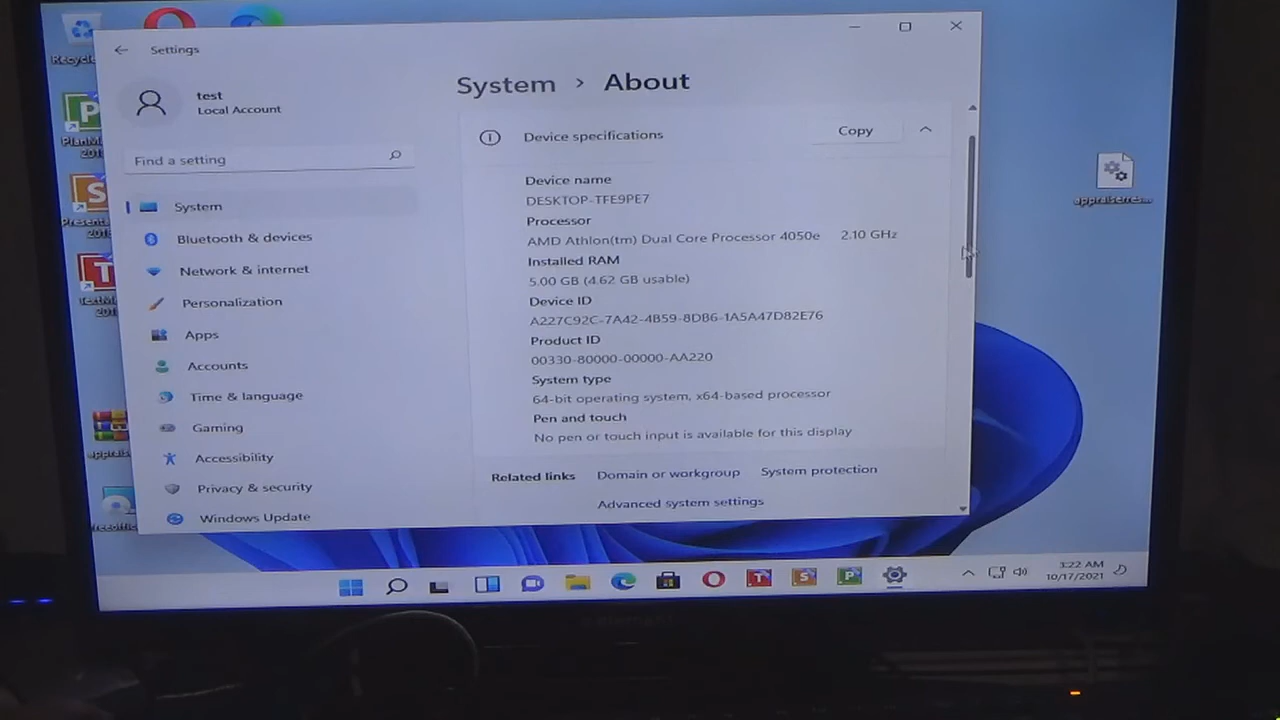 Settings
test
Local Account
Find a setting
System
Bluetooth & devices
Network & internet
Personalization
Apps
Accounts
Time & language
Gaming
Accessibility
Privacy & security
Windows Update
System > About
Device specifications
Copy
Device name
DESKTOP-TFE9PE7
Processor
AMD Athlon(tm) Dual Core Processor 4050e 2.10 GHz
Installed RAM
5.00 GB (4.62 GB usable)
Device ID
A227C92C-7A42-4B59-8DB6-1A5A47D82E76
Product ID
00330-80000-00000-AA220
System type
64-bit operating system, x64-based processor
Pen and touch
No pen or touch input is available for this display
Related links Domain or workgroup System protection
Advanced system settings
Recycle
P
S
T
appraiserres...
T S P
3:22 AM
10/17/2021